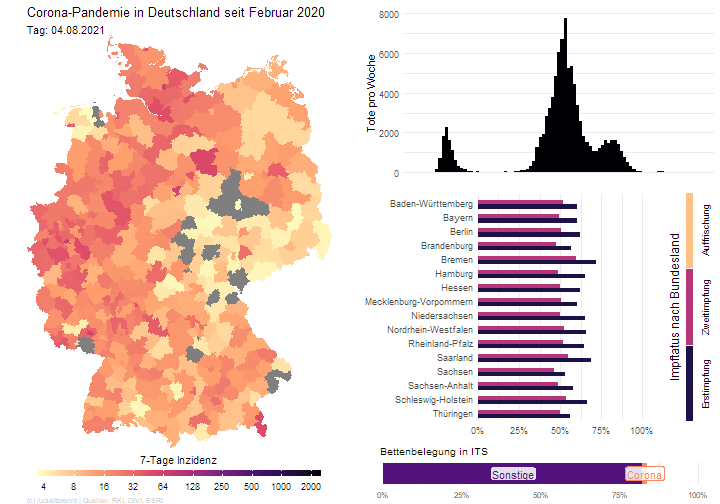 Corona-Pandemie in Deutschland seit Februar 2020
Tag: 04.08.2021
7-Tage Inzidenz
4 8 16 32 64 128 250 500 1000 2000
(c) /u/zeitforent | Quellen: RKI, DIVI, ESRI
Tote pro Woche
8000
6000
4000
2000
0
Baden-Württemberg
Bayern
Berlin
Brandenburg
Bremen
Hamburg
Hessen
Mecklenburg-Vorpommern
Niedersachsen
Nordrhein-Westfalen
Rheinland-Pfalz
Saarland
Sachsen
Sachsen-Anhalt
Schleswig-Holstein
Thüringen
0% 25% 50% 75% 100%
Impfstatus nach Bundesland
Auffrischung
Zweitimpfung
Erstimpfung
Bettenbelegung in ITS
Sonstige
Corona
0% 25% 50% 75% 100%